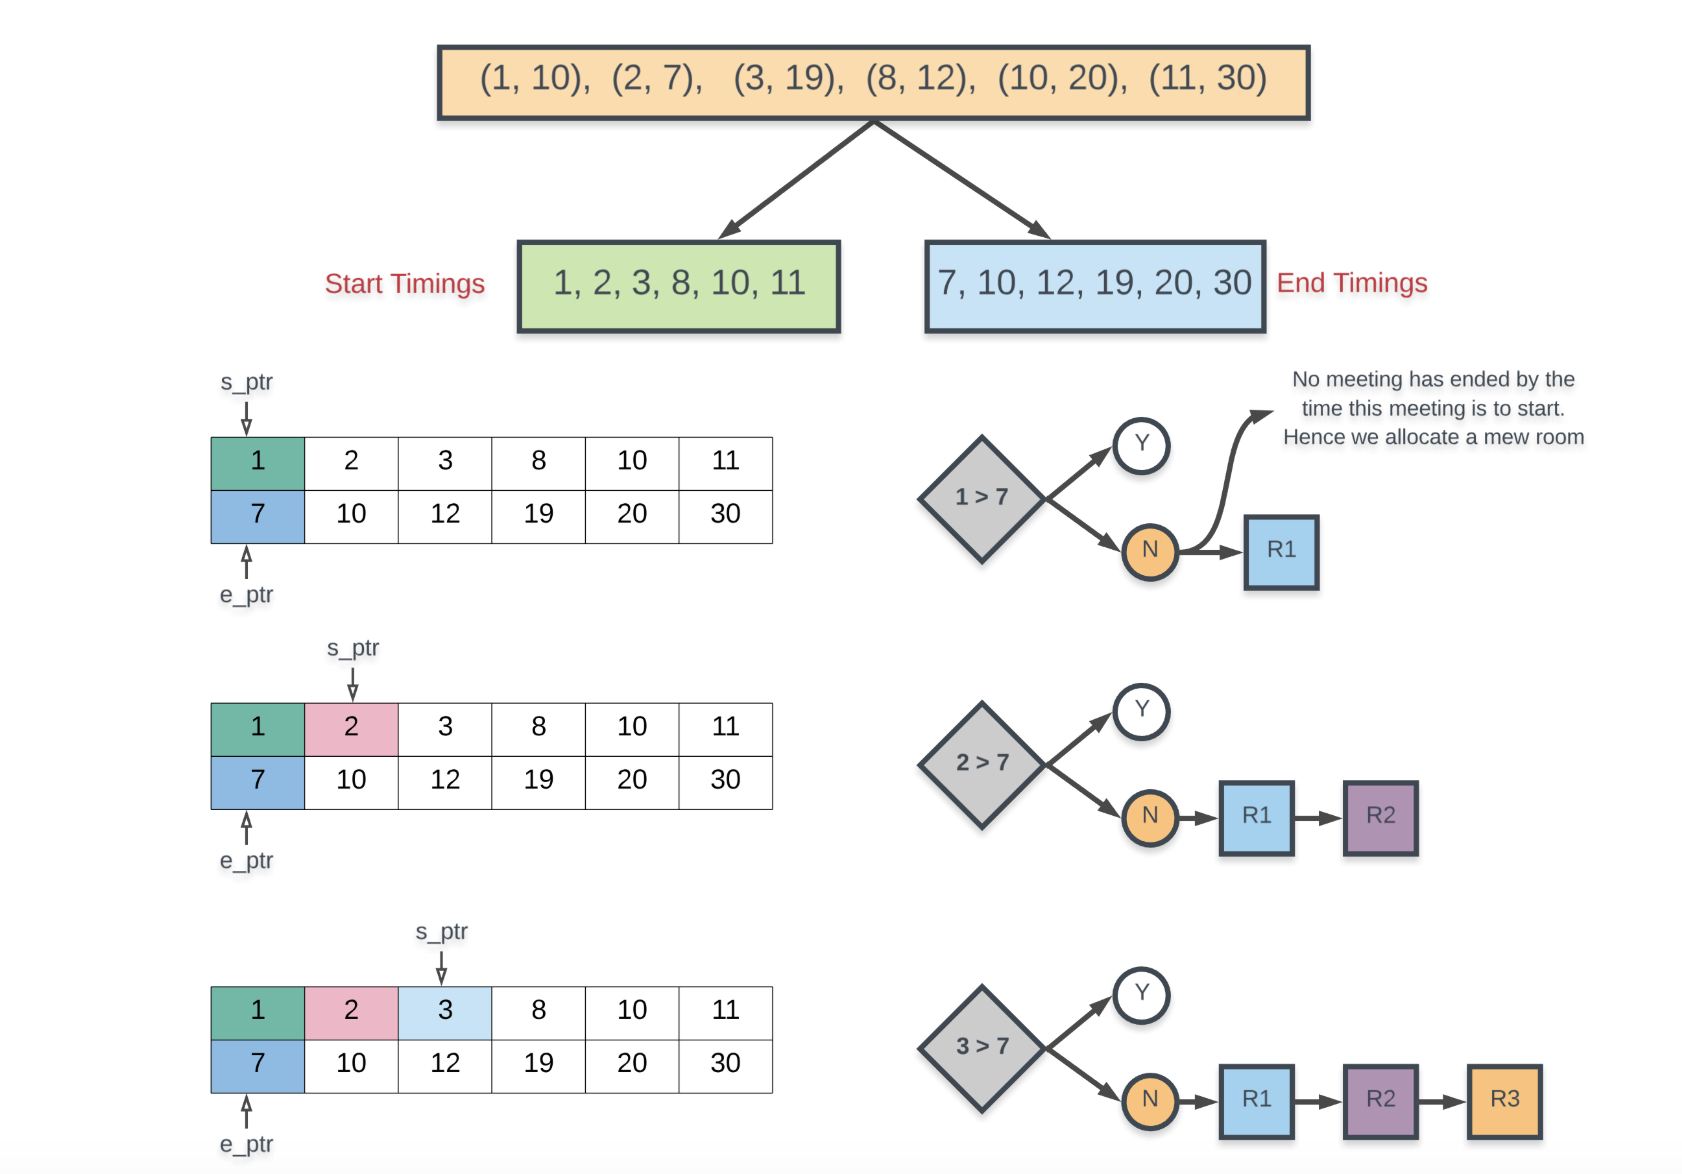 (1, 10), (2, 7), (3, 19), (8, 12), (10, 20), (11, 30)
Start Timings
1, 2, 3, 8, 10, 11
7, 10, 12, 19, 20, 30
End Timings
s_ptr
1 2 3 8 10 11
7 10 12 19 20 30
e_ptr
1 > 7
Y
N
R1
No meeting has ended by the
time this meeting is to start.
Hence we allocate a mew room
s_ptr
1 2 3 8 10 11
7 10 12 19 20 30
e_ptr
2 > 7
Y
N
R1
R2
s_ptr
1 2 3 8 10 11
7 10 12 19 20 30
e_ptr
3 > 7
Y
N
R1
R2
R3